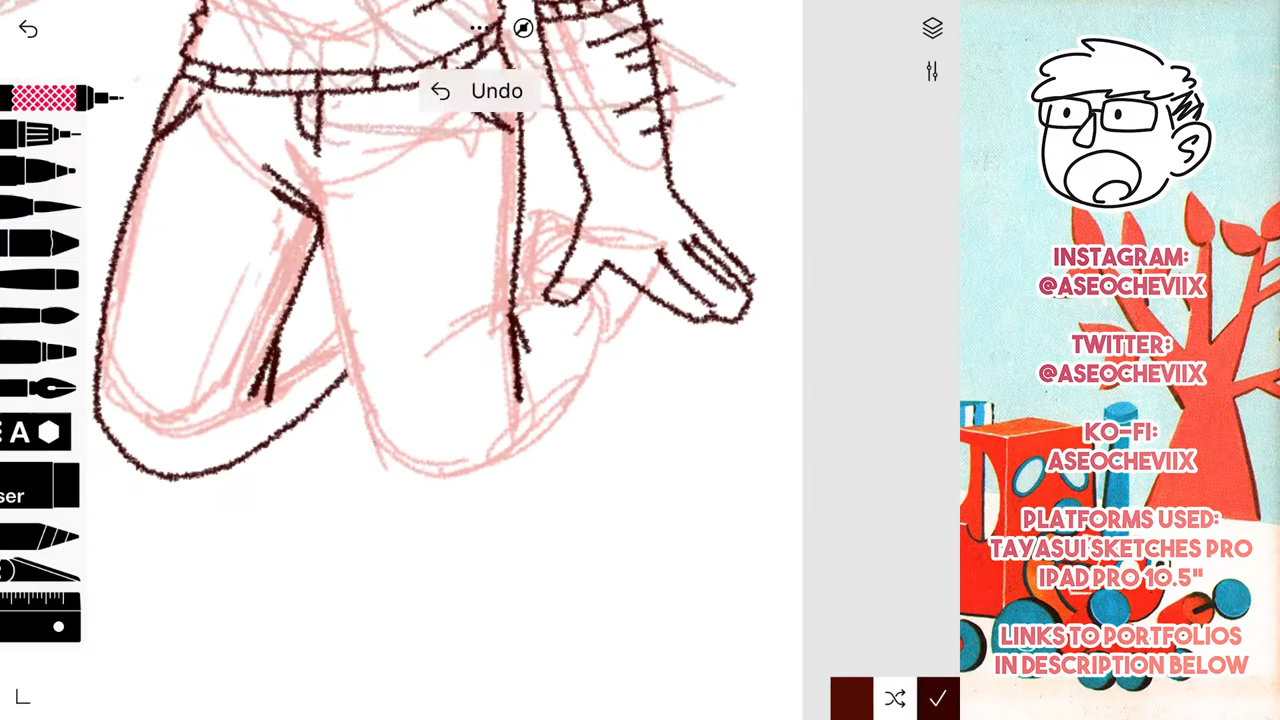 Undo
A
ser
INSTAGRAM:
@ASEOCHEVIIX
TWITTER:
@ASEOCHEVIIX
KO-FI:
ASEOCHEVIIX
PLATFORMS USED:
TAYASUI SKETCHES PRO
IPAD PRO 10.5"
LINKS TO PORTFOLIOS
IN DESCRIPTION BELOW